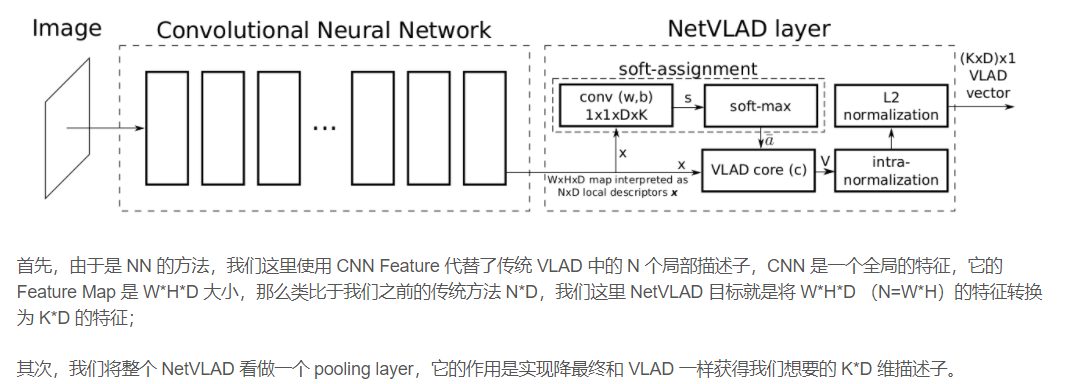 Image
Convolutional Neural Network
NetVLAD layer
soft-assignment
conv (w,b)
1x1xDxK
s
soft-max
L2
normalization
(KxD)x1
VLAD
vector
...
x
ā
x
VLAD core (c)
V
intra-
normalization
WxHxD map interpreted as
NxD local descriptors x
首先，由于是 NN 的方法，我们这里使用 CNN Feature 代替了传统 VLAD 中的 N 个局部描述子，CNN 是一个全局的特征，它的
Feature Map 是 W*H*D 大小，那么类比于我们之前的传统方法 N*D，我们这里 NetVLAD 目标就是将 W*H*D （N=W*H）的特征转换
为 K*D 的特征；
其次，我们将整个 NetVLAD 看做一个 pooling layer，它的作用是实现降最终和 VLAD 一样获得我们想要的 K*D 维描述子。